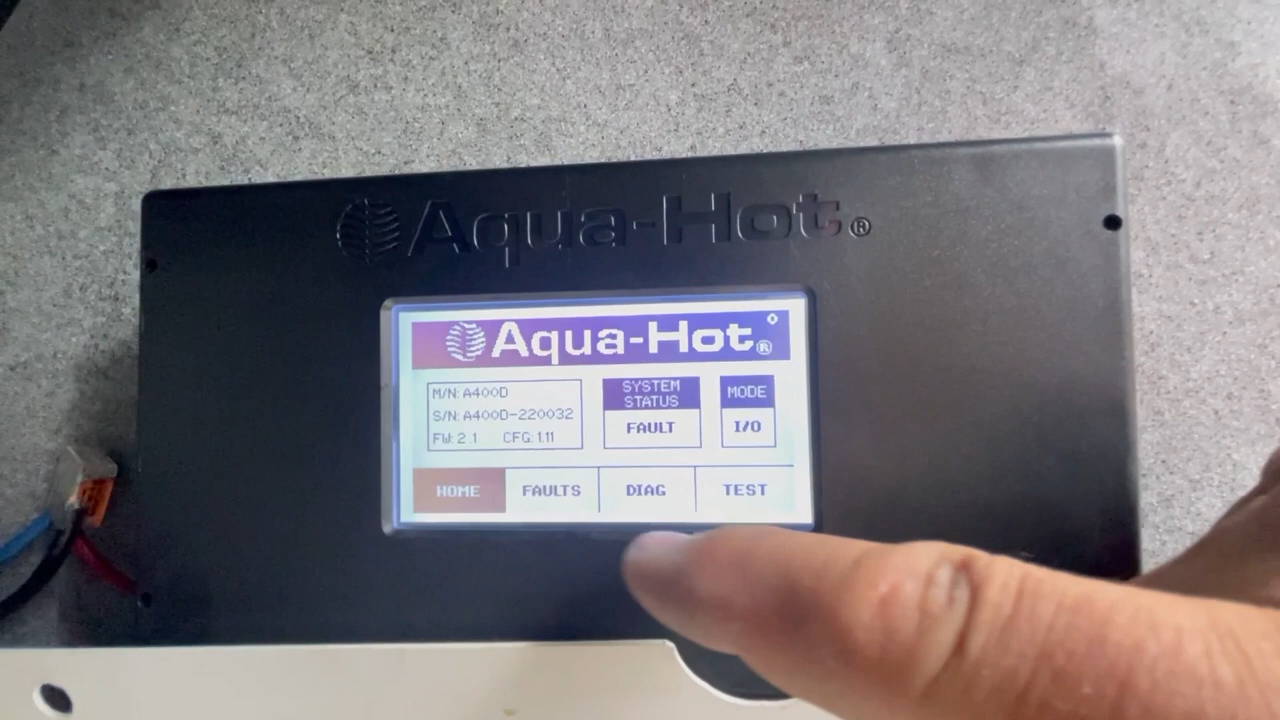 Aqua-Hot®
Aqua-Hot®
M/N: A400D
S/N: A400D-220032
FW: 2.1 CFG: 1.11
SYSTEM
STATUS
FAULT
MODE
I/O
HOME FAULTS DIAG TEST